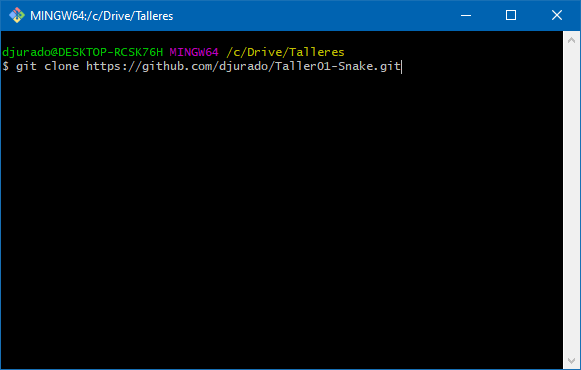 MINGW64:/c/Drive/Talleres
djurado@DESKTOP-RCSK76H MINGW64 /c/Drive/Talleres
$ git clone https://github.com/djurado/Taller01-Snake.git